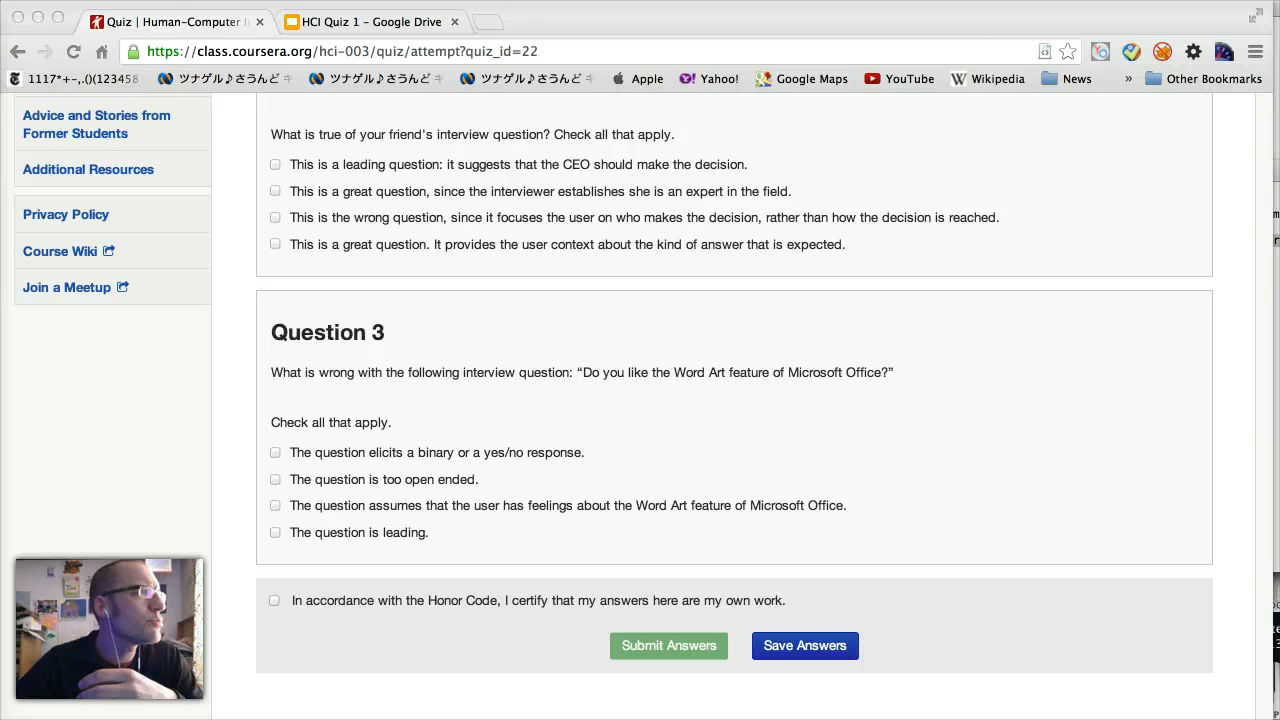 Quiz | Human-Computer I
HCI Quiz 1 - Google Drive
https://class.coursera.org/hci-003/quiz/attempt?quiz_id=22
1117*+-,.()(123458
ツナゲル♪さうんど キ
ツナゲル♪さうんど キ
ツナゲル♪さうんど キ
Apple
Yahoo!
Google Maps
YouTube
Wikipedia
News
»
Other Bookmarks
Advice and Stories from
Former Students
Additional Resources
Privacy Policy
Course Wiki
Join a Meetup
What is true of your friend's interview question? Check all that apply.
This is a leading question: it suggests that the CEO should make the decision.
This is a great question, since the interviewer establishes she is an expert in the field.
This is the wrong question, since it focuses the user on who makes the decision, rather than how the decision is reached.
This is a great question. It provides the user context about the kind of answer that is expected.
Question 3
What is wrong with the following interview question: “Do you like the Word Art feature of Microsoft Office?”
Check all that apply.
The question elicits a binary or a yes/no response.
The question is too open ended.
The question assumes that the user has feelings about the Word Art feature of Microsoft Office.
The question is leading.
In accordance with the Honor Code, I certify that my answers here are my own work.
Submit Answers
Save Answers